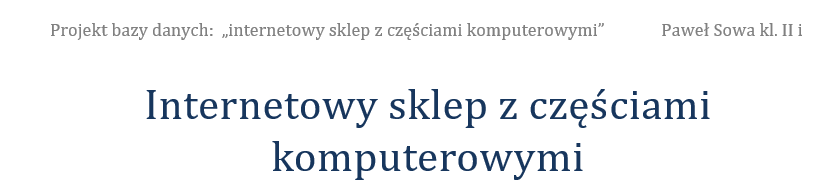 Projekt bazy danych:  „internetowy sklep z częściami komputerowymi”          Paweł Sowa kl. II i
Internetowy sklep z częściami
komputerowymi